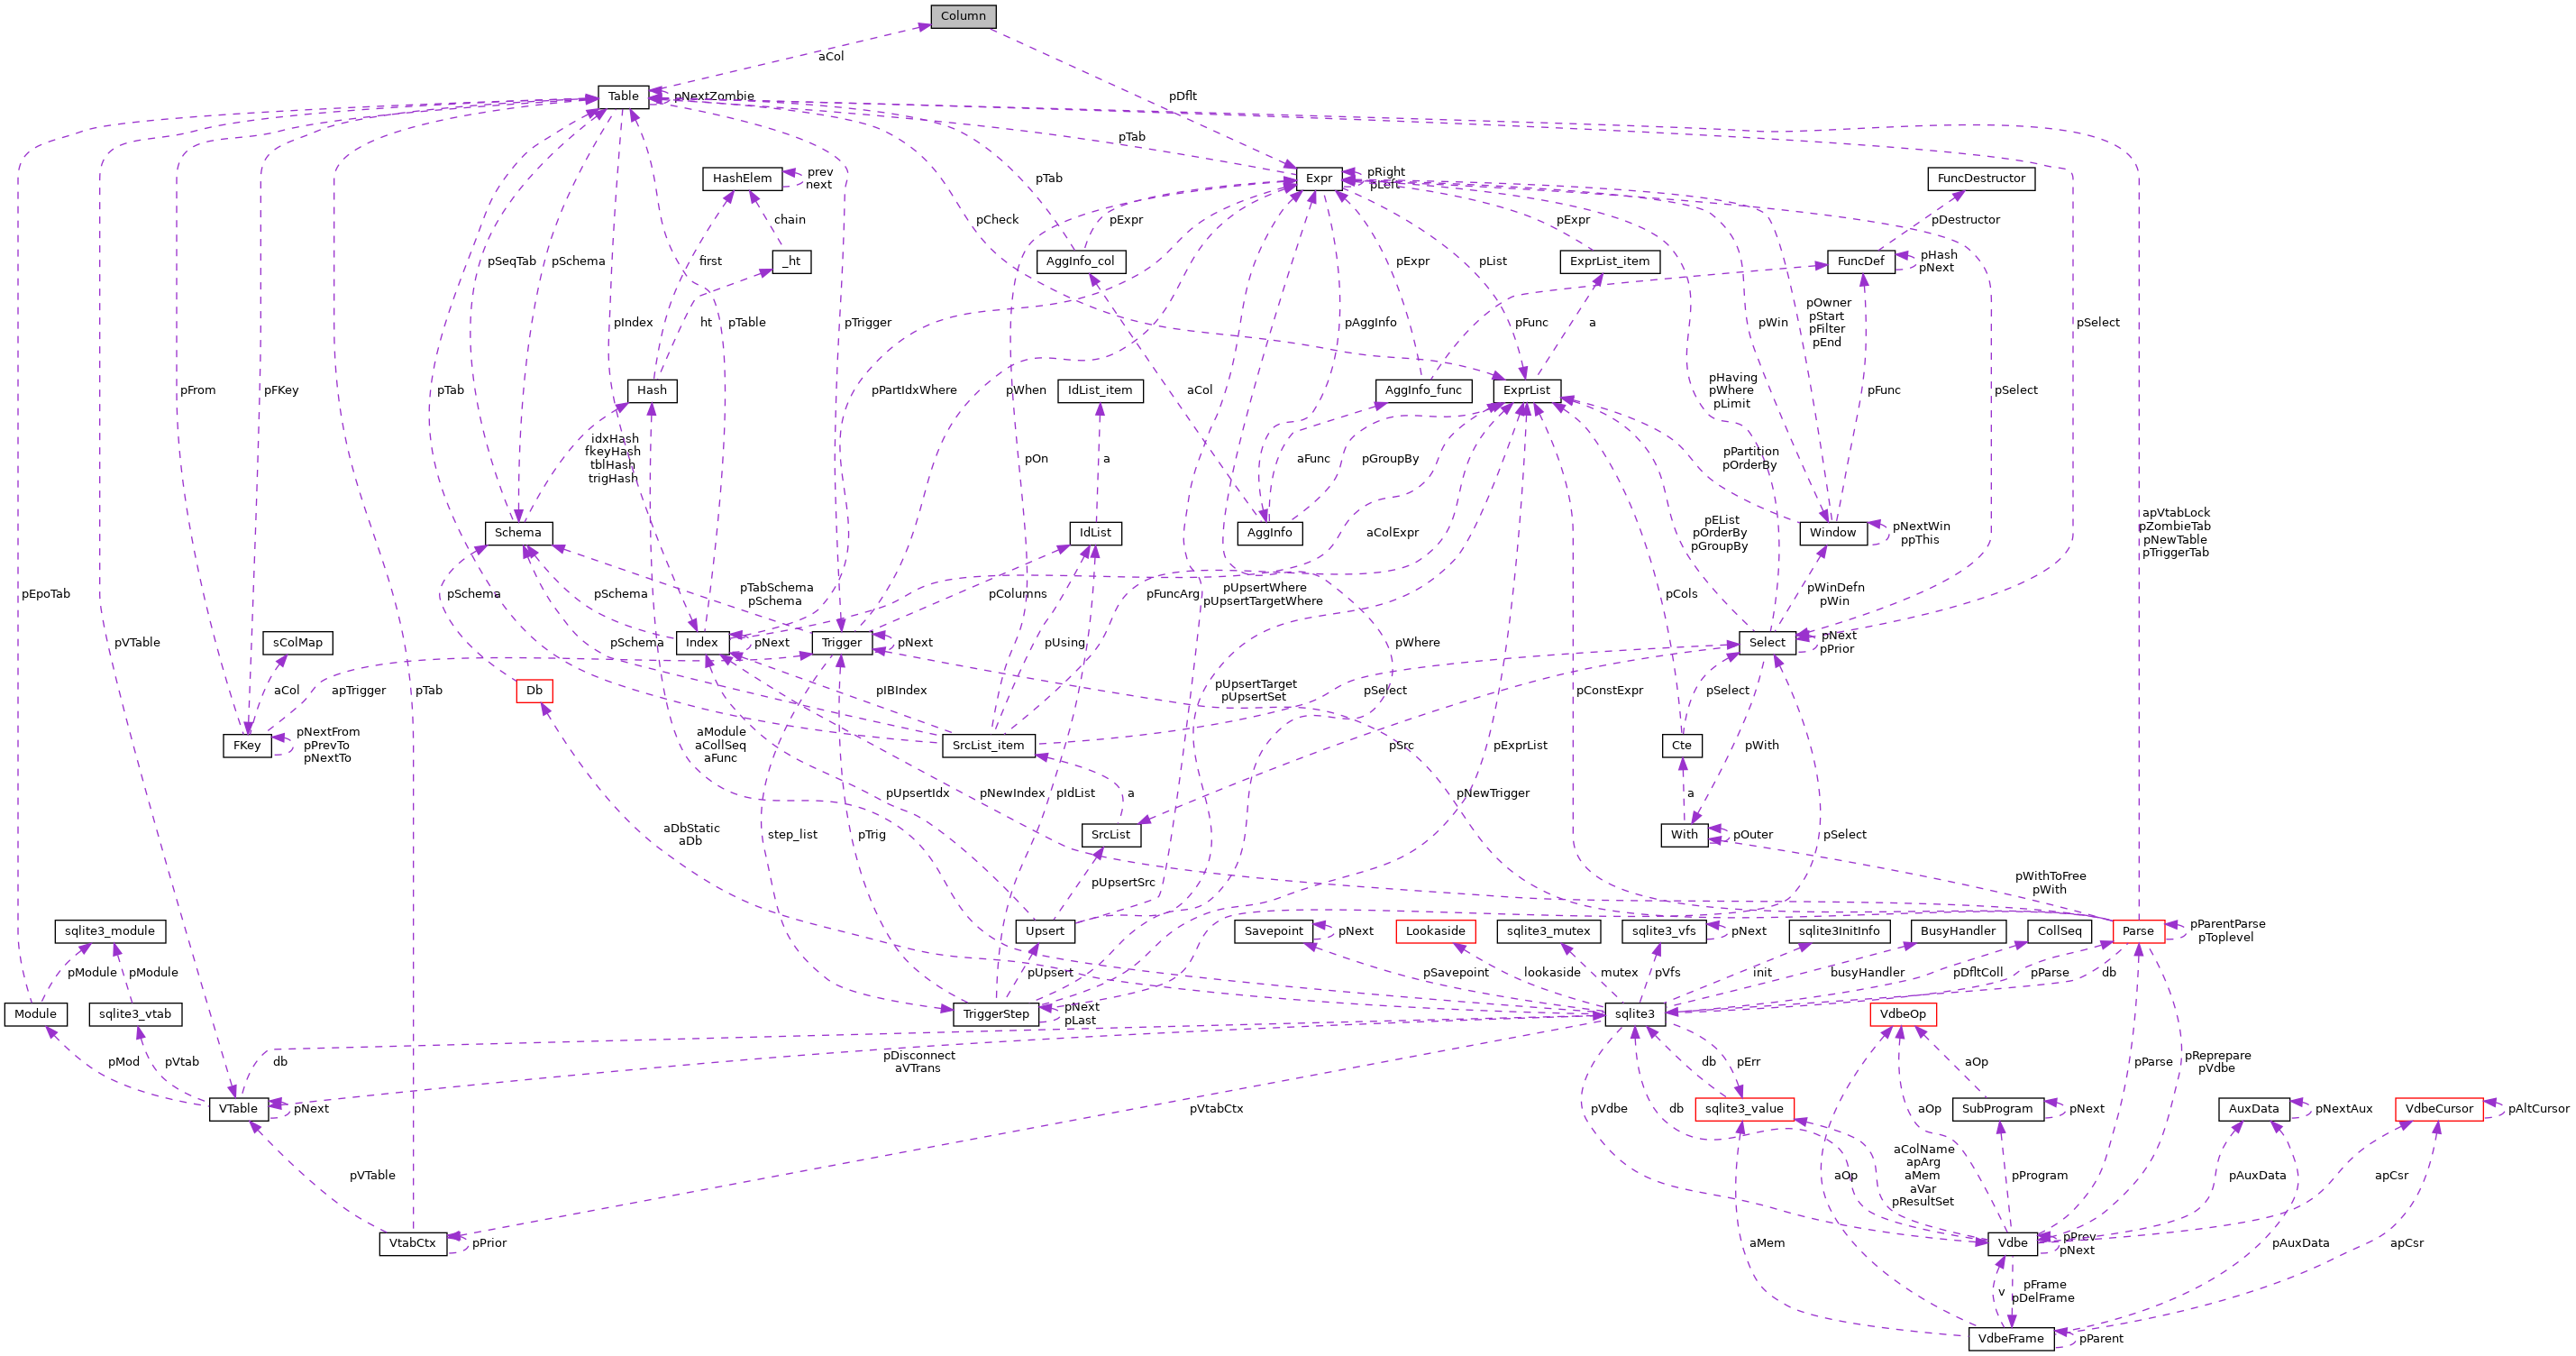 Column
aCol
Table
pNextZombie
pDflt
pTab
HashElem
prev
next
Expr
pRight
pLeft
FuncDestructor
pTab
chain
pCheck
pExpr
pExpr
pDestructor
pSeqTab
pSchema
first
_ht
AggInfo_col
pExpr
pList
ExprList_item
FuncDef
pHash
pNext
pIndex
ht
pTable
pTrigger
pAggInfo
pFunc
a
pWin
pOwner
pStart
pFilter
pEnd
pSelect
pFrom
pFKey
pTab
Hash
pPartIdxWhere
pWhen
IdList_item
aCol
AggInfo_func
ExprList
pHaving
pWhere
pLimit
pFunc
pSelect
idxHash
fkeyHash
tblHash
trigHash
pOn
a
aFunc
pGroupBy
pPartition
pOrderBy
Schema
IdList
AggInfo
aColExpr
pEList
pOrderBy
pGroupBy
Window
pNextWin
ppThis
apVtabLock
pZombieTab
pNewTable
pTriggerTab
pEpoTab
pSchema
pSchema
pTabSchema
pSchema
pColumns
pFuncArg
pUpsertWhere
pUpsertTargetWhere
pCols
pWinDefn
pWin
pVTable
sColMap
pSchema
Index
pNext
Trigger
pNext
pUsing
pWhere
Select
pNext
pPrior
aCol
apTrigger
pTab
Db
pIBIndex
pUpsertTarget
pUpsertSet
pSelect
pConstExpr
pSelect
FKey
pNextFrom
pPrevTo
pNextTo
aModule
aCollSeq
aFunc
SrcList_item
pSrc
pExprList
Cte
pWith
pUpsertIdx
pNewIndex
pIdList
a
pNewTrigger
a
aDbStatic
aDb
step_list
pTrig
SrcList
With
pOuter
pSelect
pUpsertSrc
pWithToFree
pWith
sqlite3_module
Upsert
Savepoint
pNext
Lookaside
sqlite3_mutex
sqlite3_vfs
pNext
sqlite3InitInfo
BusyHandler
CollSeq
Parse
pParentParse
pToplevel
pModule
pModule
pUpsert
pSavepoint
lookaside
mutex
pVfs
init
busyHandler
pDfltColl
pParse
db
Module
sqlite3_vtab
TriggerStep
pNext
pLast
sqlite3
VdbeOp
pMod
pVtab
db
pDisconnect
aVTrans
db
pErr
aOp
pParse
pReprepare
pVdbe
VTable
pNext
pVtabCtx
pVdbe
db
sqlite3_value
aOp
SubProgram
pNext
AuxData
pNextAux
VdbeCursor
pAltCursor
pVTable
aOp
aColName
apArg
aMem
aVar
pResultSet
pProgram
pAuxData
apCsr
VtabCtx
pPrior
aMem
Vdbe
pPrev
pNext
pAuxData
apCsr
v
pFrame
pDelFrame
VdbeFrame
pParent